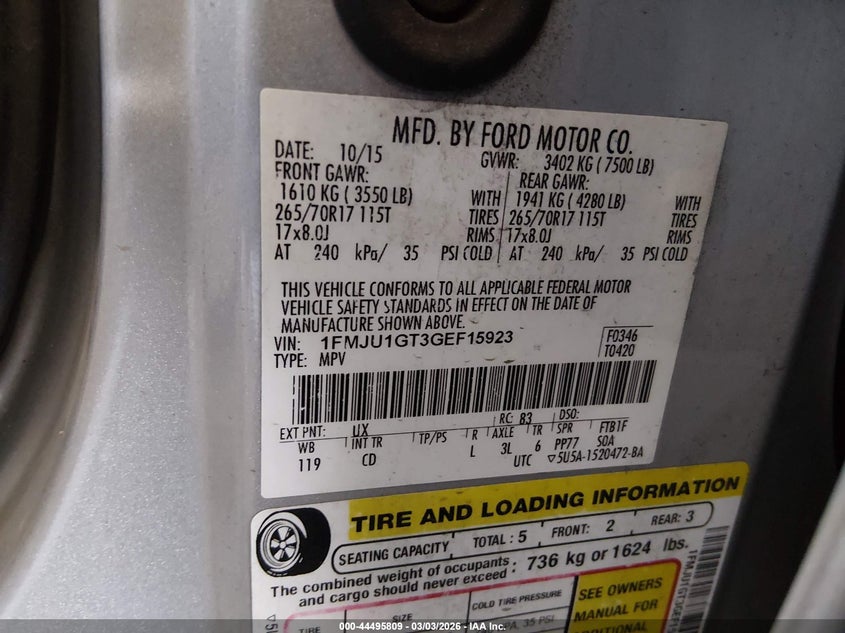 MFD. BY FORD MOTOR CO.
DATE: 10/15 GVWR: 3402 KG ( 7500 LB)
FRONT GAWR: REAR GAWR:
1610 KG ( 3550 LB) WITH 1941 KG ( 4280 LB) WITH
265/70R17 115T TIRES 265/70R17 115T TIRES
17x8.0J RIMS 17x8.0J RIMS
AT 240 kPa/ 35 PSI COLD AT 240 kPa/ 35 PSI COLD
THIS VEHICLE CONFORMS TO ALL APPLICABLE FEDERAL MOTOR
VEHICLE SAFETY STANDARDS IN EFFECT ON THE DATE OF
MANUFACTURE SHOWN ABOVE.
VIN: 1FMJU1GT3GEF15923 F0346
TYPE: MPV T0420
EXT PNT: UX RC: 83 DSO:
WB INT TR TP/PS R AXLE TR SPR FTB1F
119 CD L 3L 6 PP77 SOA
UTC ▽5U5A-1520472-BA
TIRE AND LOADING INFORMATION
SEATING CAPACITY TOTAL : 5 FRONT: 2 REAR: 3
The combined weight of occupants
and cargo should never exceed : 736 kg or 1624 lbs.
TIRE SIZE COLD TIRE PRESSURE SEE OWNERS
35 PSI MANUAL FOR
000-44495809 - 03/03/2026 - IAA Inc.